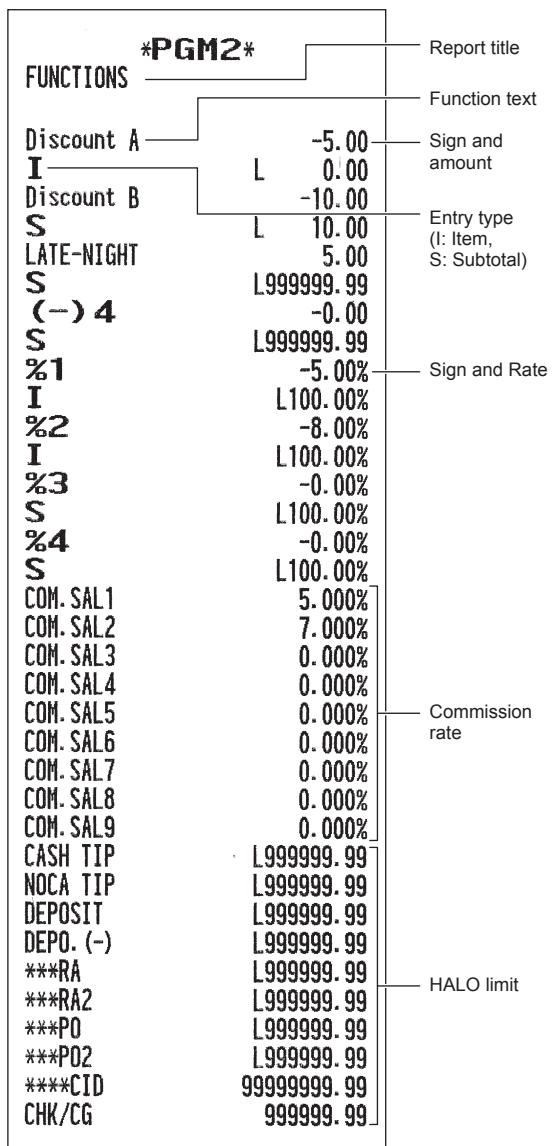 *PGM2*
FUNCTIONS
Discount A -5.00
I L 0.00
Discount B -10.00
S L 10.00
LATE-NIGHT 5.00
S L999999.99
(-)4 -0.00
S L999999.99
%1 -5.00%
I L100.00%
%2 -8.00%
I L100.00%
%3 -0.00%
S L100.00%
%4 -0.00%
S L100.00%
COM.SAL1 5.000%
COM.SAL2 7.000%
COM.SAL3 0.000%
COM.SAL4 0.000%
COM.SAL5 0.000%
COM.SAL6 0.000%
COM.SAL7 0.000%
COM.SAL8 0.000%
COM.SAL9 0.000%
CASH TIP L999999.99
NOCA TIP L999999.99
DEPOSIT L999999.99
DEPO.(-) L999999.99
***RA L999999.99
***RA2 L999999.99
***PO L999999.99
***PO2 L999999.99
****CID 99999999.99
CHK/CG 999999.99
Report title
Function text
Sign and
amount
Entry type
(I: Item,
S: Subtotal)
Sign and Rate
Commission
rate
HALO limit